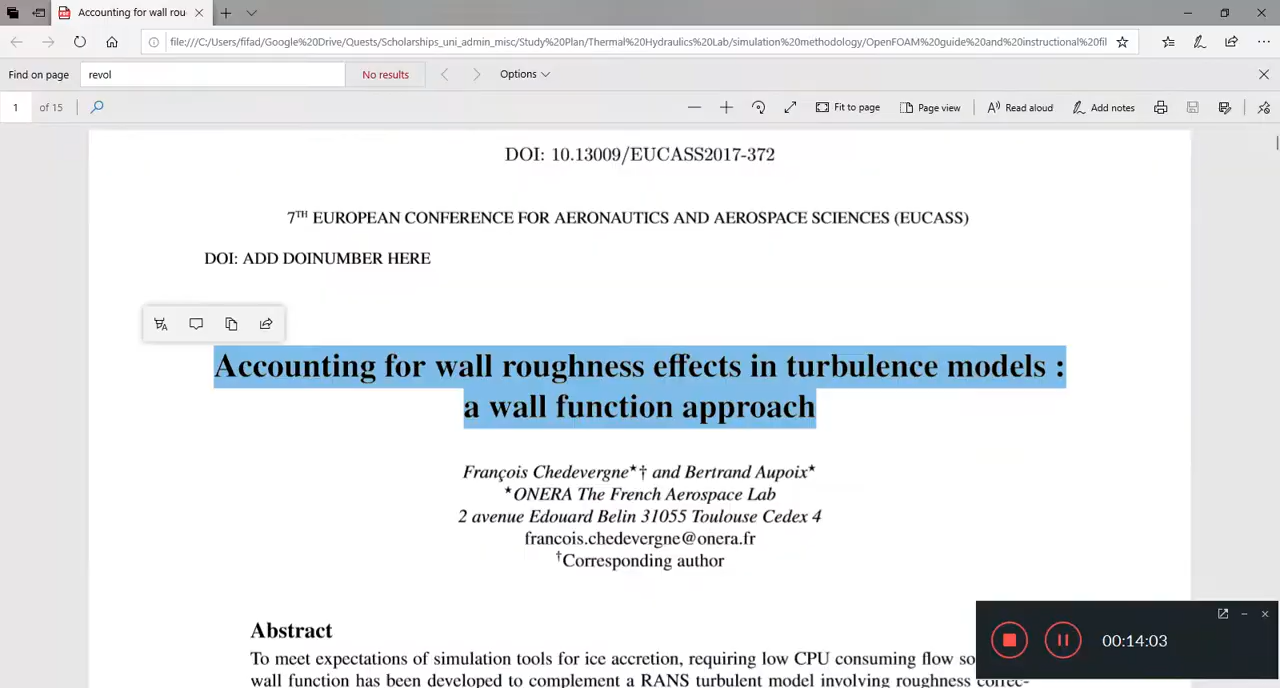 Accounting for wall rou
file:///C:/Users/fifad/Google%20Drive/Quests/Scholarships_uni_admin_misc/Study%20Plan/Thermal%20Hydraulics%20Lab/simulation%20methodology/OpenFOAM%20guide%20and%20instructional%20fil
Find on page revol No results Options
1 of 15 Fit to page Page view Read aloud Add notes
DOI: 10.13009/EUCASS2017-372
7TH EUROPEAN CONFERENCE FOR AERONAUTICS AND AEROSPACE SCIENCES (EUCASS)
DOI: ADD DOINUMBER HERE
Accounting for wall roughness effects in turbulence models :
a wall function approach
François Chedevergne⋆† and Bertrand Aupoix⋆
⋆ONERA The French Aerospace Lab
2 avenue Edouard Belin 31055 Toulouse Cedex 4
francois.chedevergne@onera.fr
†Corresponding author
Abstract
To meet expectations of simulation tools for ice accretion, requiring low CPU consuming flow so
wall function has been developed to complement a RANS turbulent model involving roughness correc-
00:14:03